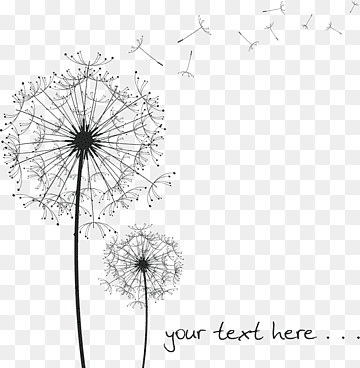 your text here . . . .